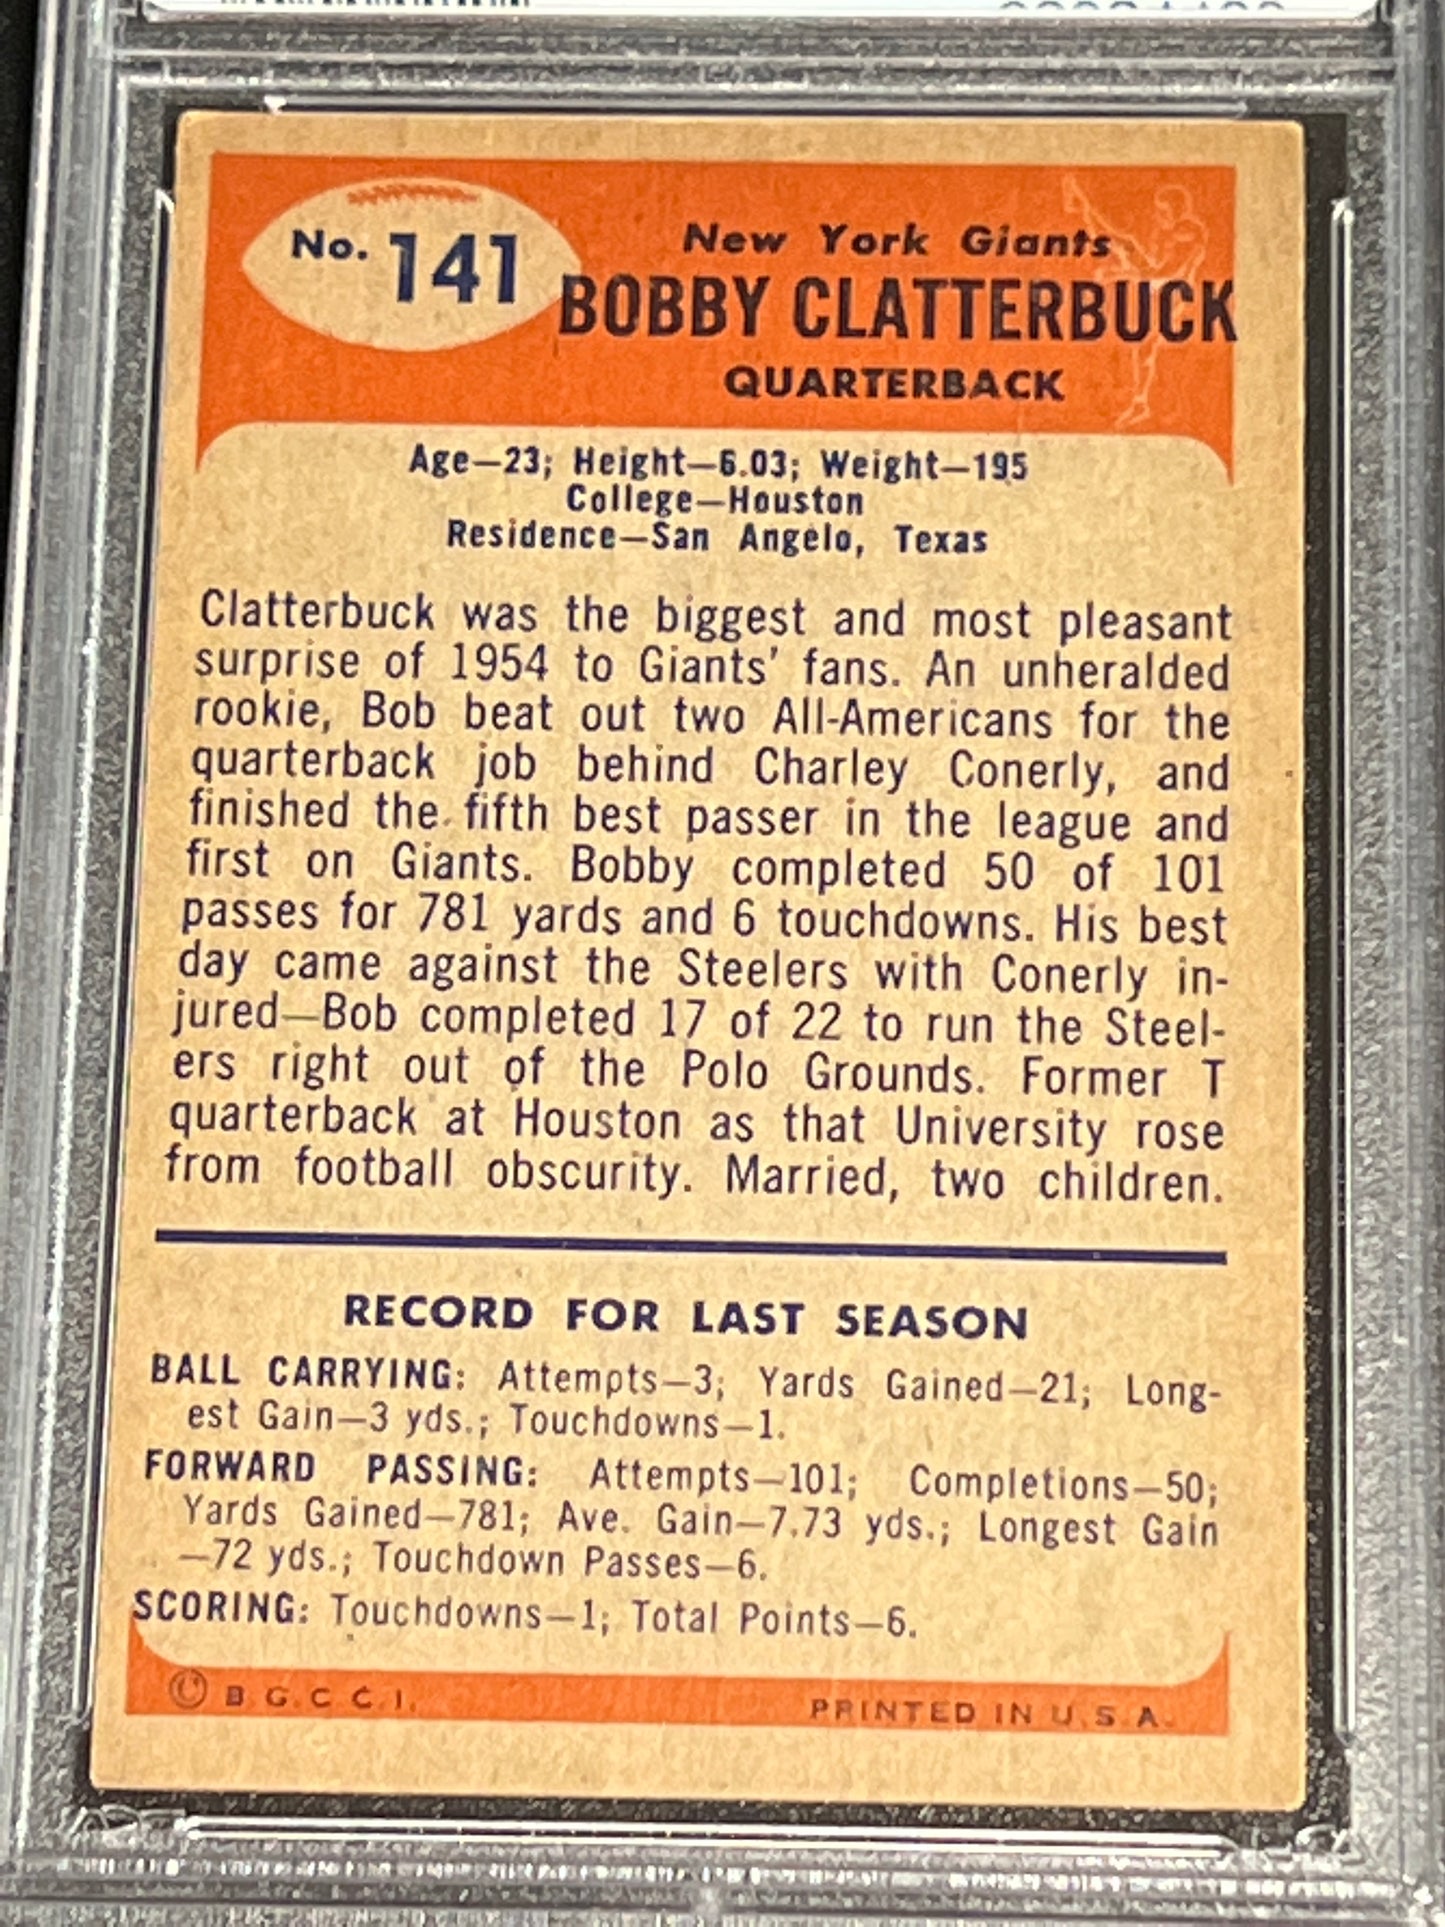 No. 141
New York Giants
BOBBY CLATTERBUCK
QUARTERBACK
Age—23; Height—6.03; Weight—195
College—Houston
Residence—San Angelo, Texas
Clatterbuck was the biggest and most pleasant
surprise of 1954 to Giants' fans. An unheralded
rookie, Bob beat out two All-Americans for the
quarterback job behind Charley Conerly, and
finished the fifth best passer in the league and
first on Giants. Bobby completed 50 of 101
passes for 781 yards and 6 touchdowns. His best
day came against the Steelers with Conerly in-
jured—Bob completed 17 of 22 to run the Steel-
ers right out of the Polo Grounds. Former T
quarterback at Houston as that University rose
from football obscurity. Married, two children.
RECORD FOR LAST SEASON
BALL CARRYING: Attempts—3; Yards Gained—21; Long-
est Gain—3 yds.; Touchdowns—1.
FORWARD PASSING: Attempts—101; Completions—50;
Yards Gained—781; Ave. Gain—7.73 yds.; Longest Gain
—72 yds.; Touchdown Passes—6.
SCORING: Touchdowns—1; Total Points—6.
© B.G.C.C.I.
PRINTED IN U.S.A.